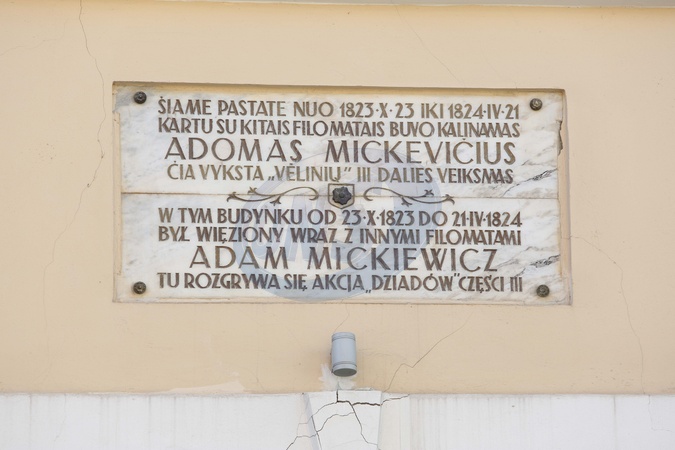 ŠIAME PASTATE NUO 1823·X·23 IKI 1824·IV·21
KARTU SU KITAIS FILOMATAIS BUVO KALINAMAS
ADOMAS MICKEVIČIUS
ČIA VYKSTA „VĖLINIŲ” III DALIES VEIKSMAS
W TYM BUDYNKU OD 23·X·1823 DO 21·IV·1824
BYŁ WIĘZIONY WRAZ Z INNYMI FILOMATAMI
ADAM MICKIEWICZ
TU ROZGRYWA SIĘ AKCJA „DZIADÓW” CZĘŚCI III